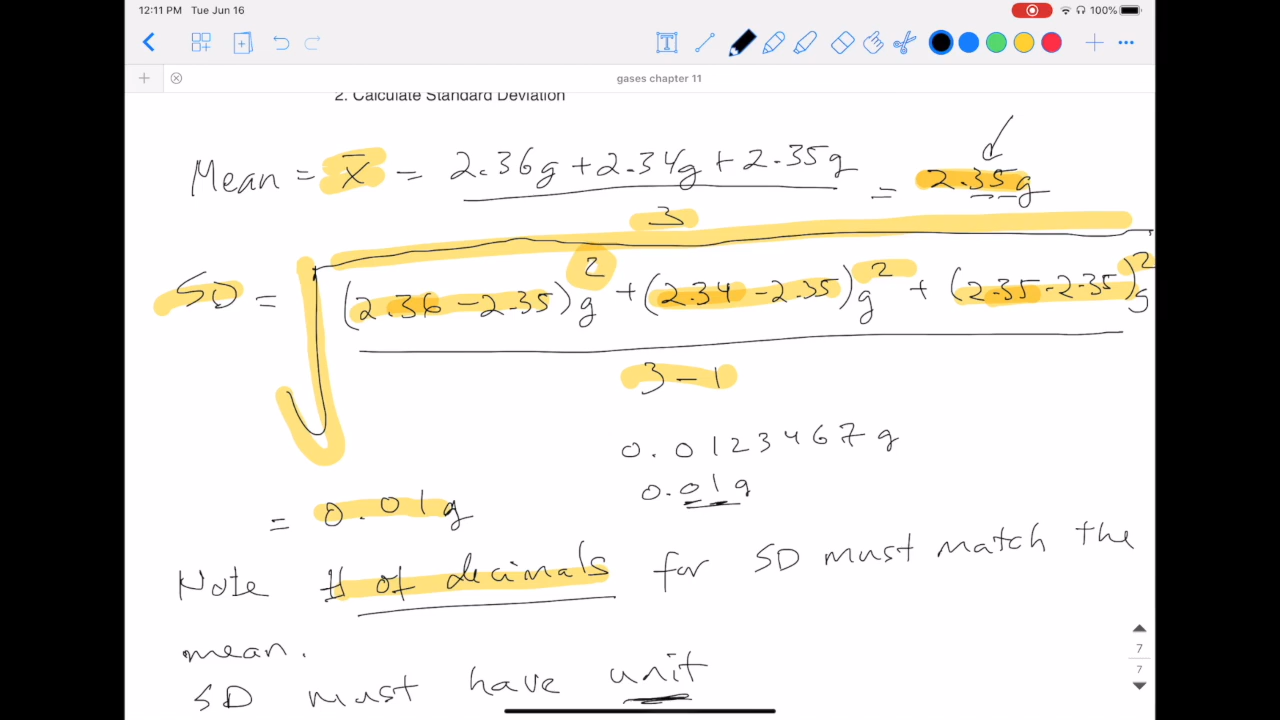 12:11 PM Tue Jun 16
100%
gases chapter 11
2. Calculate Standard Deviation
Mean = x̄ = 2.36g + 2.34g + 2.35g = 2.35g
3
SD = √ (2.36 - 2.35)g² + (2.34 - 2.35)g² + (2.35 - 2.35)g²
3 - 1
0.0123467g
0.01g
= 0.01g
Note # of decimals for SD must match the
mean.
SD must have unit
7
7